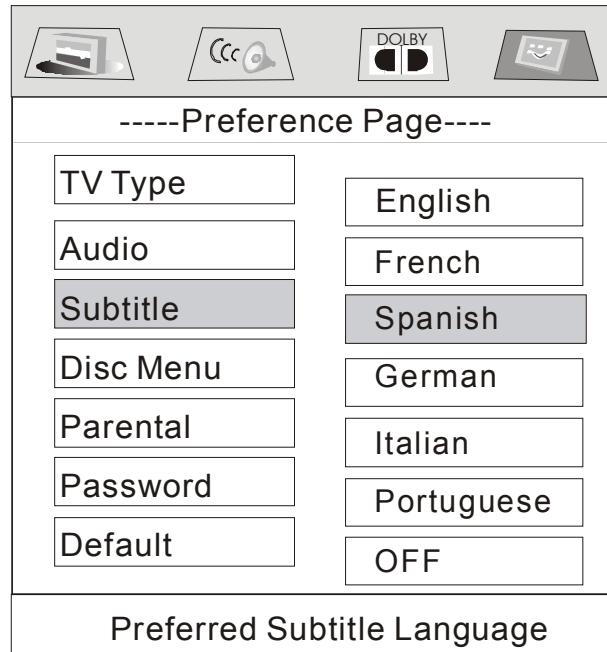 DOLBY
-----Preference Page----
TV Type
Audio
Subtitle
Disc Menu
Parental
Password
Default
English
French
Spanish
German
Italian
Portuguese
OFF
Preferred Subtitle Language